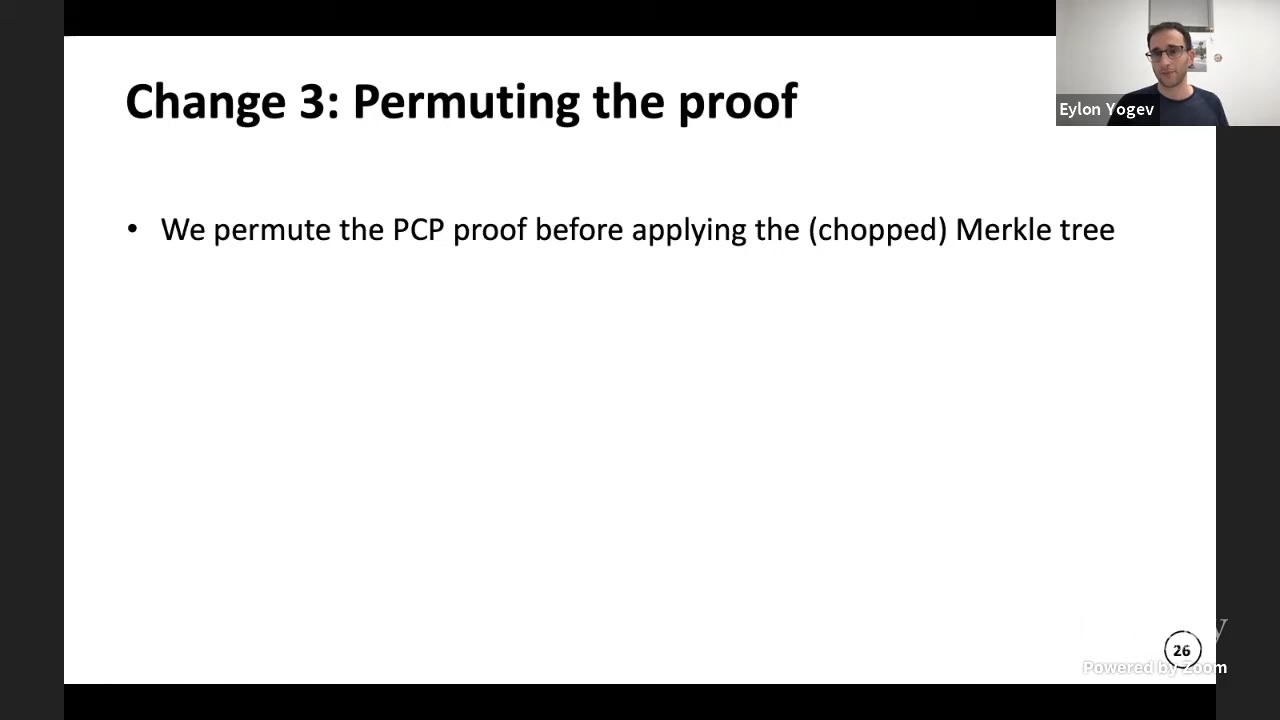 Change 3: Permuting the proof
Eylon Yogev
• We permute the PCP proof before applying the (chopped) Merkle tree
26
Powered by Zoom